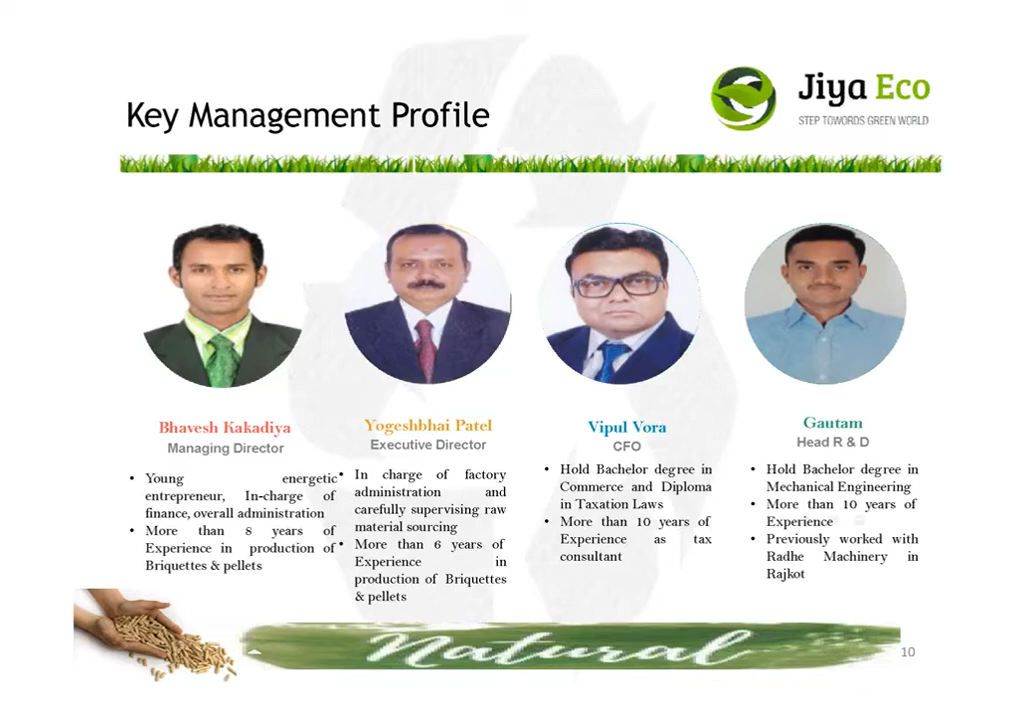 Key Management Profile
Jiya Eco
STEP TOWORDS GREEN WORLD
Bhavesh Kakadiya
Managing Director
• Young energetic
entrepreneur, In-charge of
finance, overall administration
• More than 8 years of
Experience in production of
Briquettes & pellets
Yogeshbhai Patel
Executive Director
• In charge of factory
administration and
carefully supervising raw
material sourcing
• More than 6 years of
Experience in
production of Briquettes
& pellets
Vipul Vora
CFO
• Hold Bachelor degree in
Commerce and Diploma
in Taxation Laws
• More than 10 years of
Experience as tax
consultant
Gautam
Head R & D
• Hold Bachelor degree in
Mechanical Engineering
• More than 10 years of
Experience
• Previously worked with
Radhe Machinery in
Rajkot
Natural
10